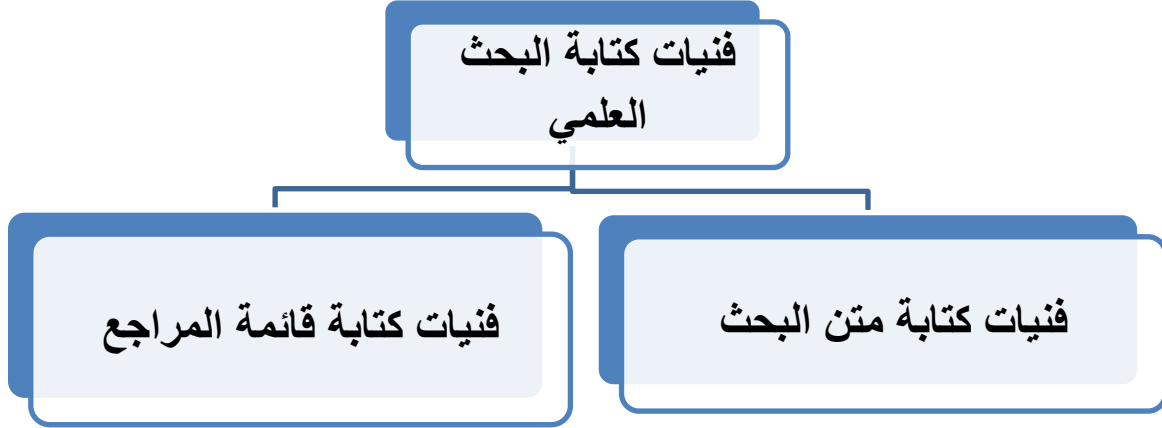 فنيات كتابة البحث
العلمي
فنيات كتابة متن البحث
فنيات كتابة قائمة المراجع